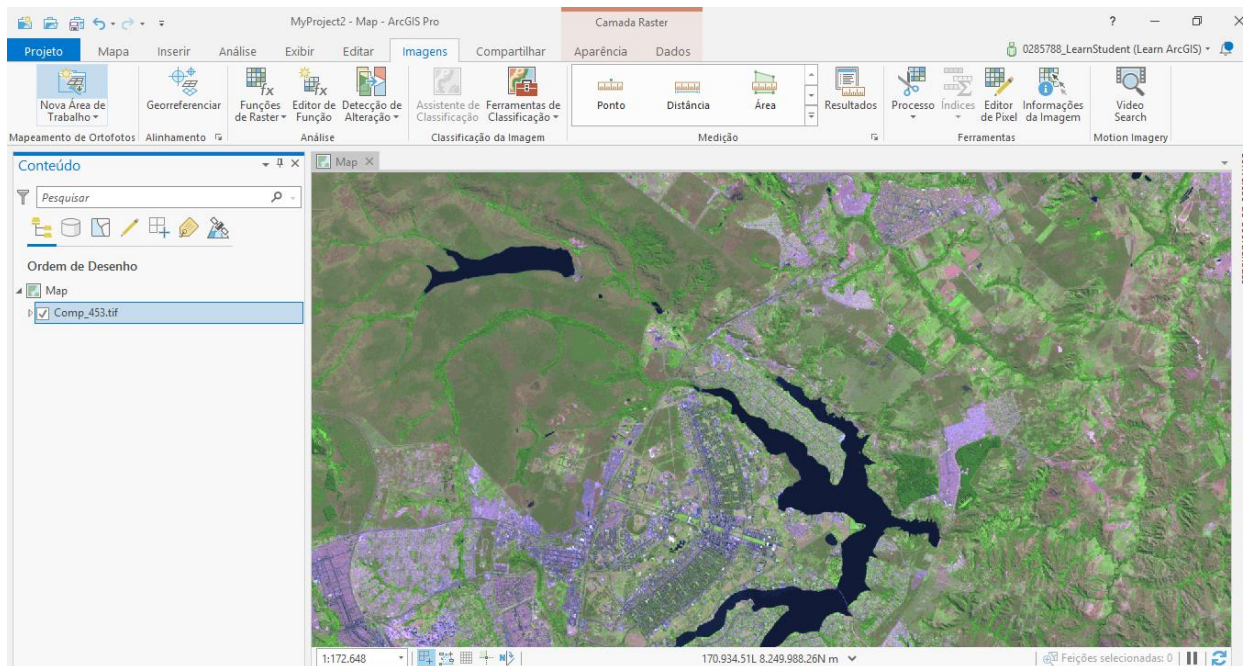 MyProject2 - Map - ArcGIS Pro
Camada Raster
?
Projeto Mapa Inserir Análise Exibir Editar Imagens Compartilhar Aparência Dados
0285788_LearnStudent (Learn ArcGIS)
Nova Área de Trabalho
Georreferenciar
Funções de Raster
Editor de Função
Detecção de Alteração
Assistente de Classificação
Ferramentas de Classificação
Ponto
Distância
Área
Resultados
Processo
Índices
Editor de Pixel
Informações da Imagem
Video Search
Mapeamento de Ortofotos Alinhamento Análise Classificação da Imagem Medição Ferramentas Motion Imagery
Conteúdo
Map
Pesquisar
Ordem de Desenho
Map
Comp_453.tif
1:172.648
170.934.51L 8.249.988.26N m
Feições selecionadas: 0